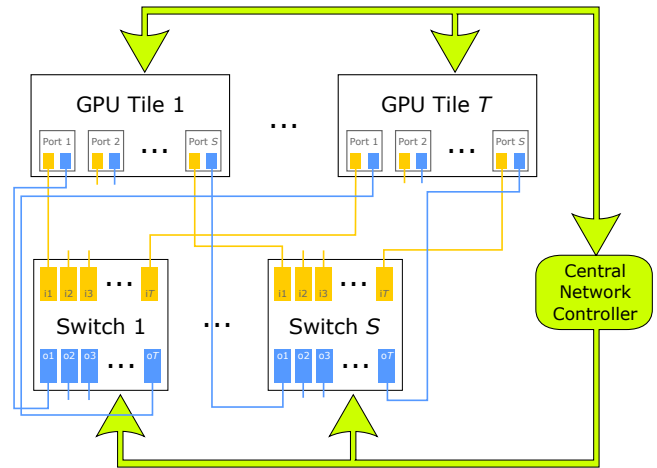 GPU Tile 1
Port 1 Port 2 ... Port S
...
GPU Tile T
Port 1 Port 2 ... Port S
i1 i2 i3 ... iT
Switch 1
o1 o2 o3 ... oT
...
i1 i2 i3 ... iT
Switch S
o1 o2 o3 ... oT
Central
Network
Controller